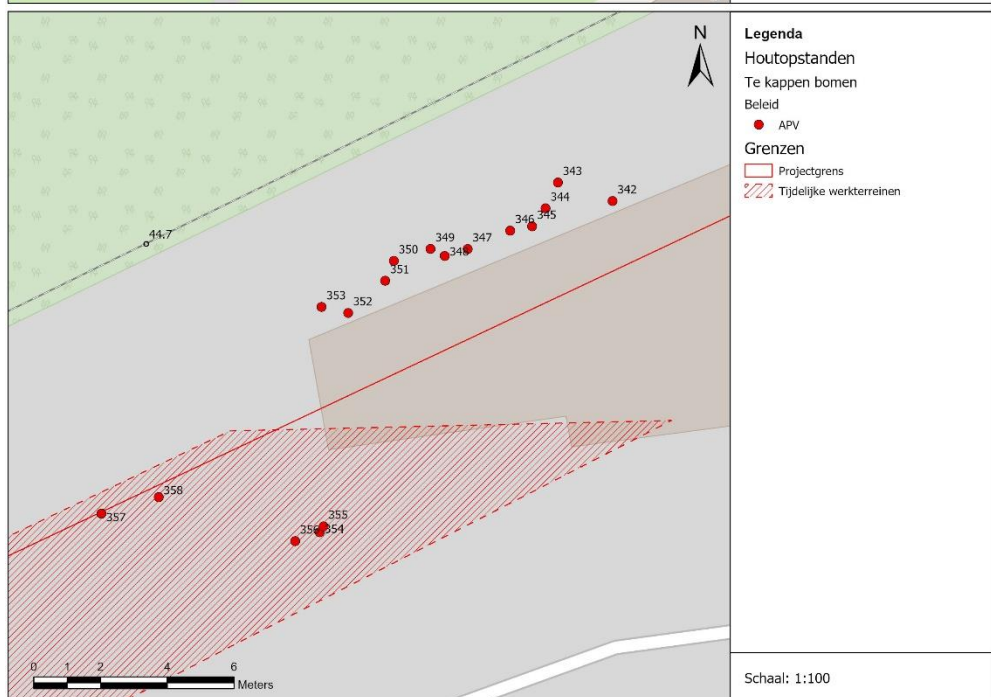 N
44.7
343
342
344
345
346
347
349
348
350
351
353
352
358
357
355
354
356
0 1 2 4 6
Meters
Legenda
Houtopstanden
Te kappen bomen
Beleid
APV
Grenzen
Projectgrens
Tijdelijke werkterreinen
Schaal: 1:100